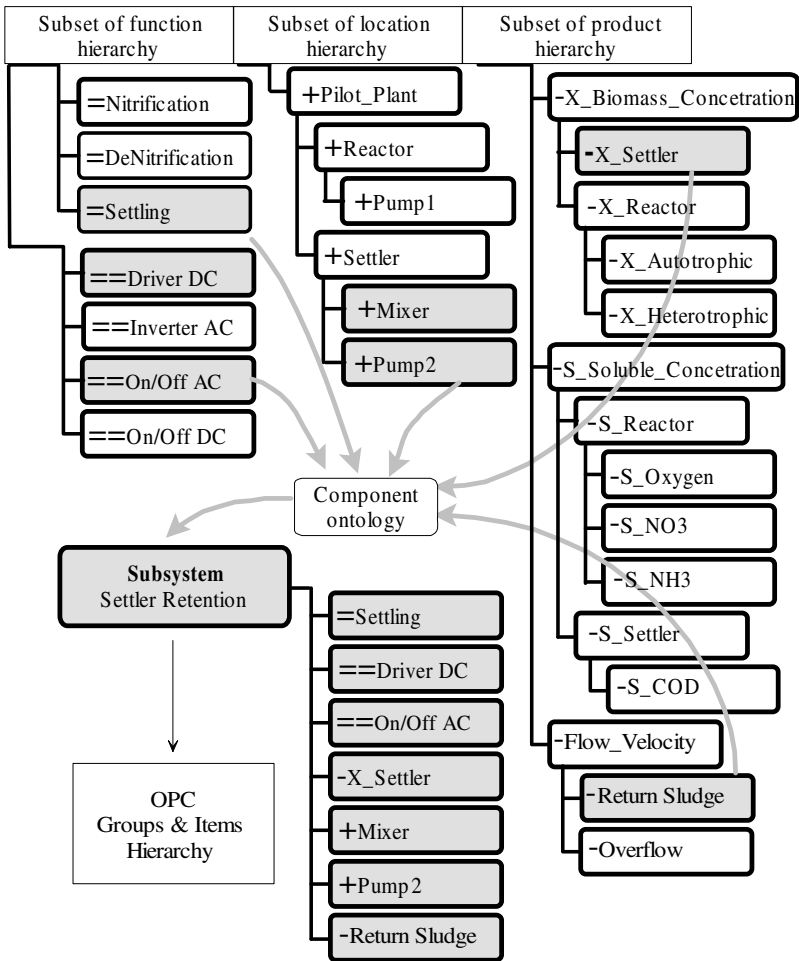 Subset of function
hierarchy
Subset of location
hierarchy
Subset of product
hierarchy
=Nitrification
=DeNitrification
=Settling
==Driver DC
==Inverter AC
==On/Off AC
==On/Off DC
+Pilot_Plant
+Reactor
+Pump1
+Settler
+Mixer
+Pump2
-X_Biomass_Concetration
-X_Settler
-X_Reactor
-X_Autotrophic
-X_Heterotrophic
-S_Soluble_Concetration
-S_Reactor
-S_Oxygen
-S_NO3
-S_NH3
-S_Settler
-S_COD
-Flow_Velocity
-Return Sludge
-Overflow
Component
ontology
Subsystem
Settler Retention
=Settling
==Driver DC
==On/Off AC
-X_Settler
+Mixer
+Pump2
-Return Sludge
OPC
Groups & Items
Hierarchy